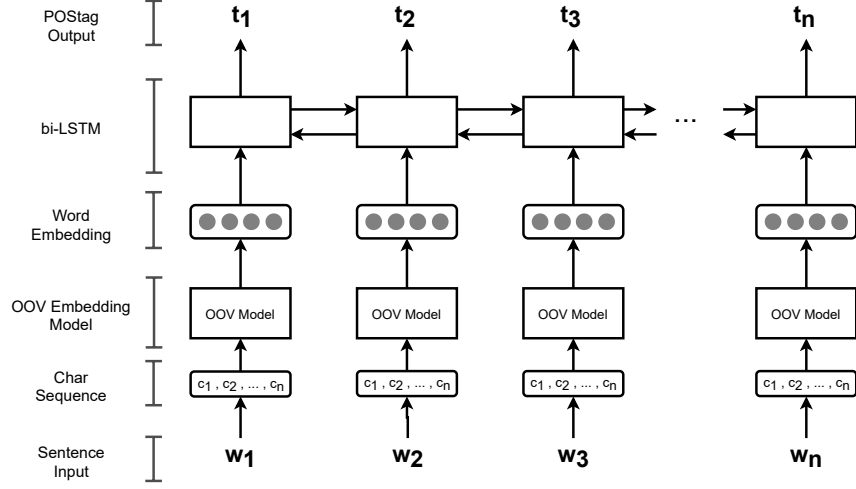 POStag
Output
t1 t2 t3 tn
bi-LSTM
...
Word
Embedding
OOV Embedding
Model
OOV Model OOV Model OOV Model OOV Model
Char
Sequence
c1 , c2 , ... , cn c1 , c2 , ... , cn c1 , c2 , ... , cn c1 , c2 , ... , cn
Sentence
Input
w1 w2 w3 wn